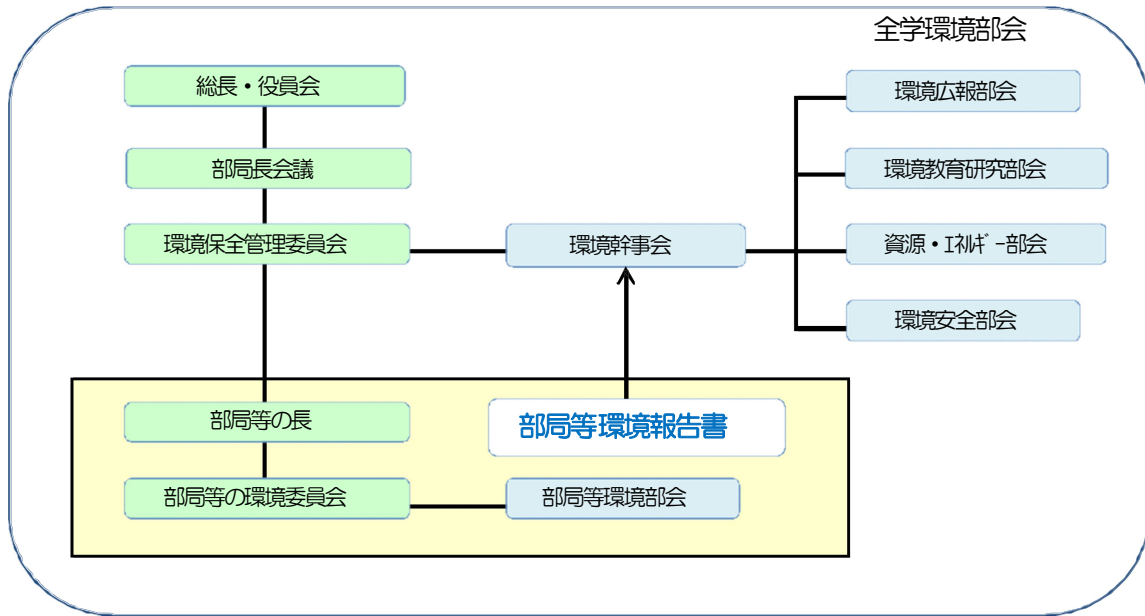 全学環境部会
総長・役員会
環境広報部会
部局長会議
環境教育研究部会
環境保全管理委員会
環境幹事会
資源・エネルギー部会
環境安全部会
部局等の長
部局等環境報告書
部局等の環境委員会
部局等環境部会